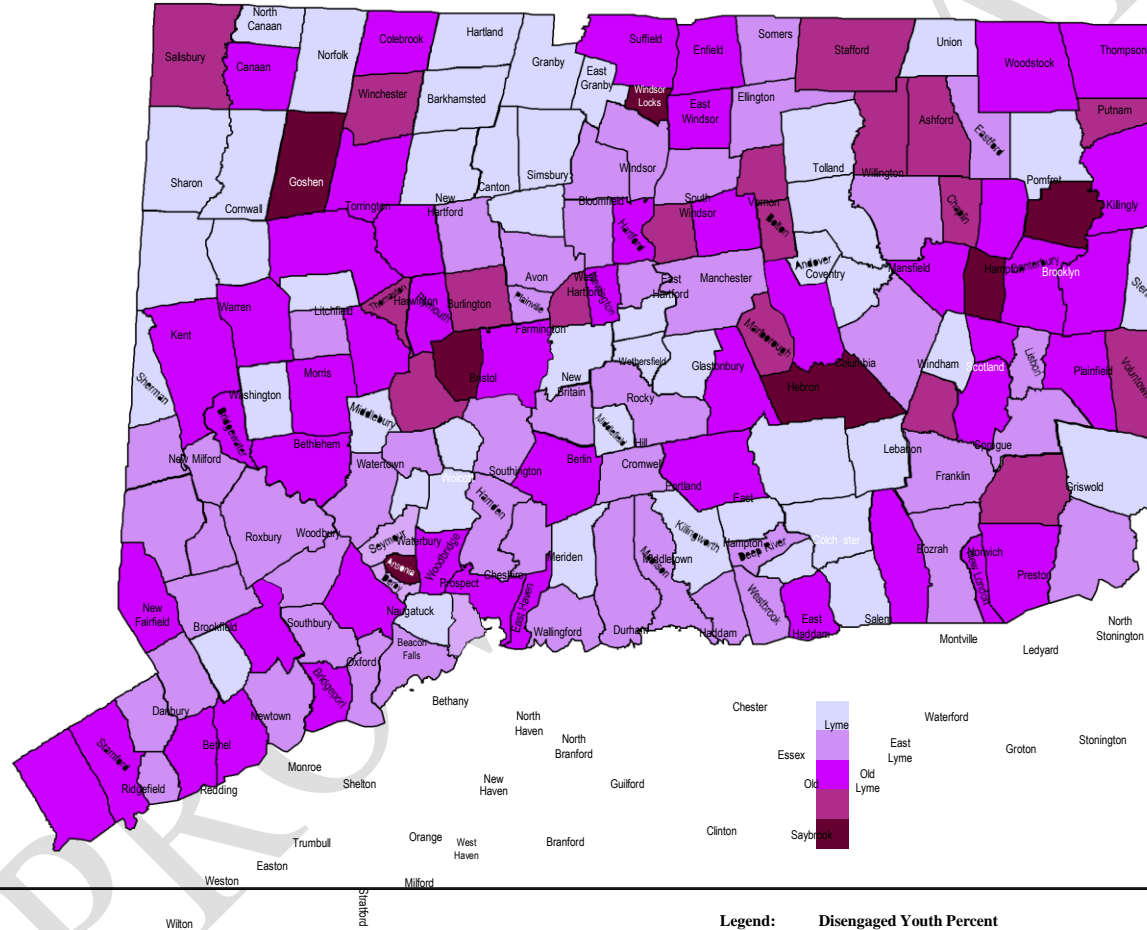 North
Canaan
Hartland
Colebrook
Suffield
Enfield
Somers
Stafford
Union
Thompson
Salisbury
Norfolk
Granby
Woodstock
Canaan
East
Granby
Winchester
Barkhamsted
Windsor
Locks
East
Windsor
Ellington
Ashford
Eastford
Putnam
Sharon
Goshen
Cornwall
Torrington
New
Hartford
Canton
Simsbury
Windsor
Bloomfield
Hartford
South
Windsor
Vernon
Bolton
Tolland
Willington
Chaplin
Pomfret
Killingly
Avon
West
Hartford
Newington
East
Hartford
Manchester
Andover
Coventry
Mansfield
Hampton
Canterbury
Brooklyn
Ster
Warren
Litchfield
Thomaston
Harwinton
Plymouth
Burlington
Plainville
Farmington
Kent
Marlborough
Morris
Bristol
Wethersfield
Glastonbury
Columbia
Windham
Scotland
Lisbon
Plainfield
Voluntown
Sherman
Washington
Bridgewater
New
Britain
Rocky
Hill
Hebron
Middlebury
Middlefield
Bethlehem
New Milford
Watertown
Wolcott
Southington
Berlin
Cromwell
Portland
East
Hampton
Lebanon
Sprague
Franklin
Griswold
Hamden
Roxbury
Woodbury
Seymour
Waterbury
Woodbridge
Killingworth
Deep River
Colch ster
Ansonia
Derby
Prospect
Cheshire
Meriden
Middletown
Madison
Bozrah
Norwich
New London
Preston
New
Fairfield
Brookfield
Southbury
Naugatuck
Beacon
Falls
East Haven
Wallingford
Durham
Haddam
Westbrook
East
Haddam
Salem
Montville
Ledyard
North
Stonington
Oxford
Bridgeport
Danbury
Newtown
Bethany
North
Haven
Chester
Lyme
Waterford
Stamford
Bethel
Monroe
North
Branford
Essex
East
Lyme
Groton
Stonington
Ridgefield
Redding
Shelton
New
Haven
Guilford
Old
Old
Lyme
Saybrook
Trumbull
Orange
West
Haven
Branford
Clinton
Easton
Weston
Milford
Stratford
Wilton
Legend:
Disengaged Youth Percent